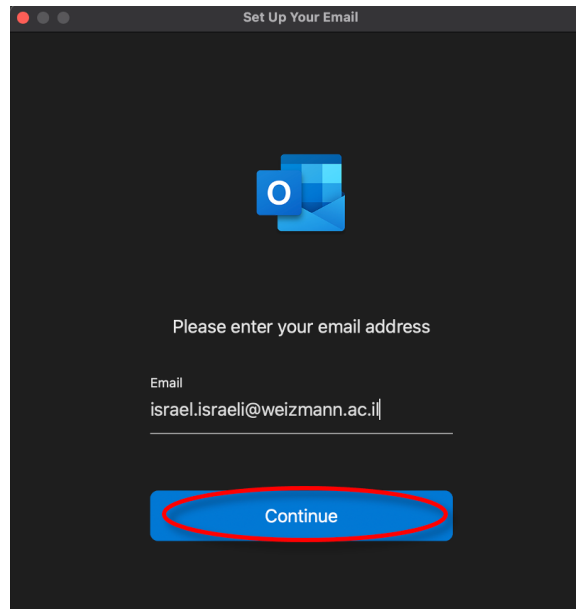 Set Up Your Email
O
Please enter your email address
Email
israel.israeli@weizmann.ac.il
Continue